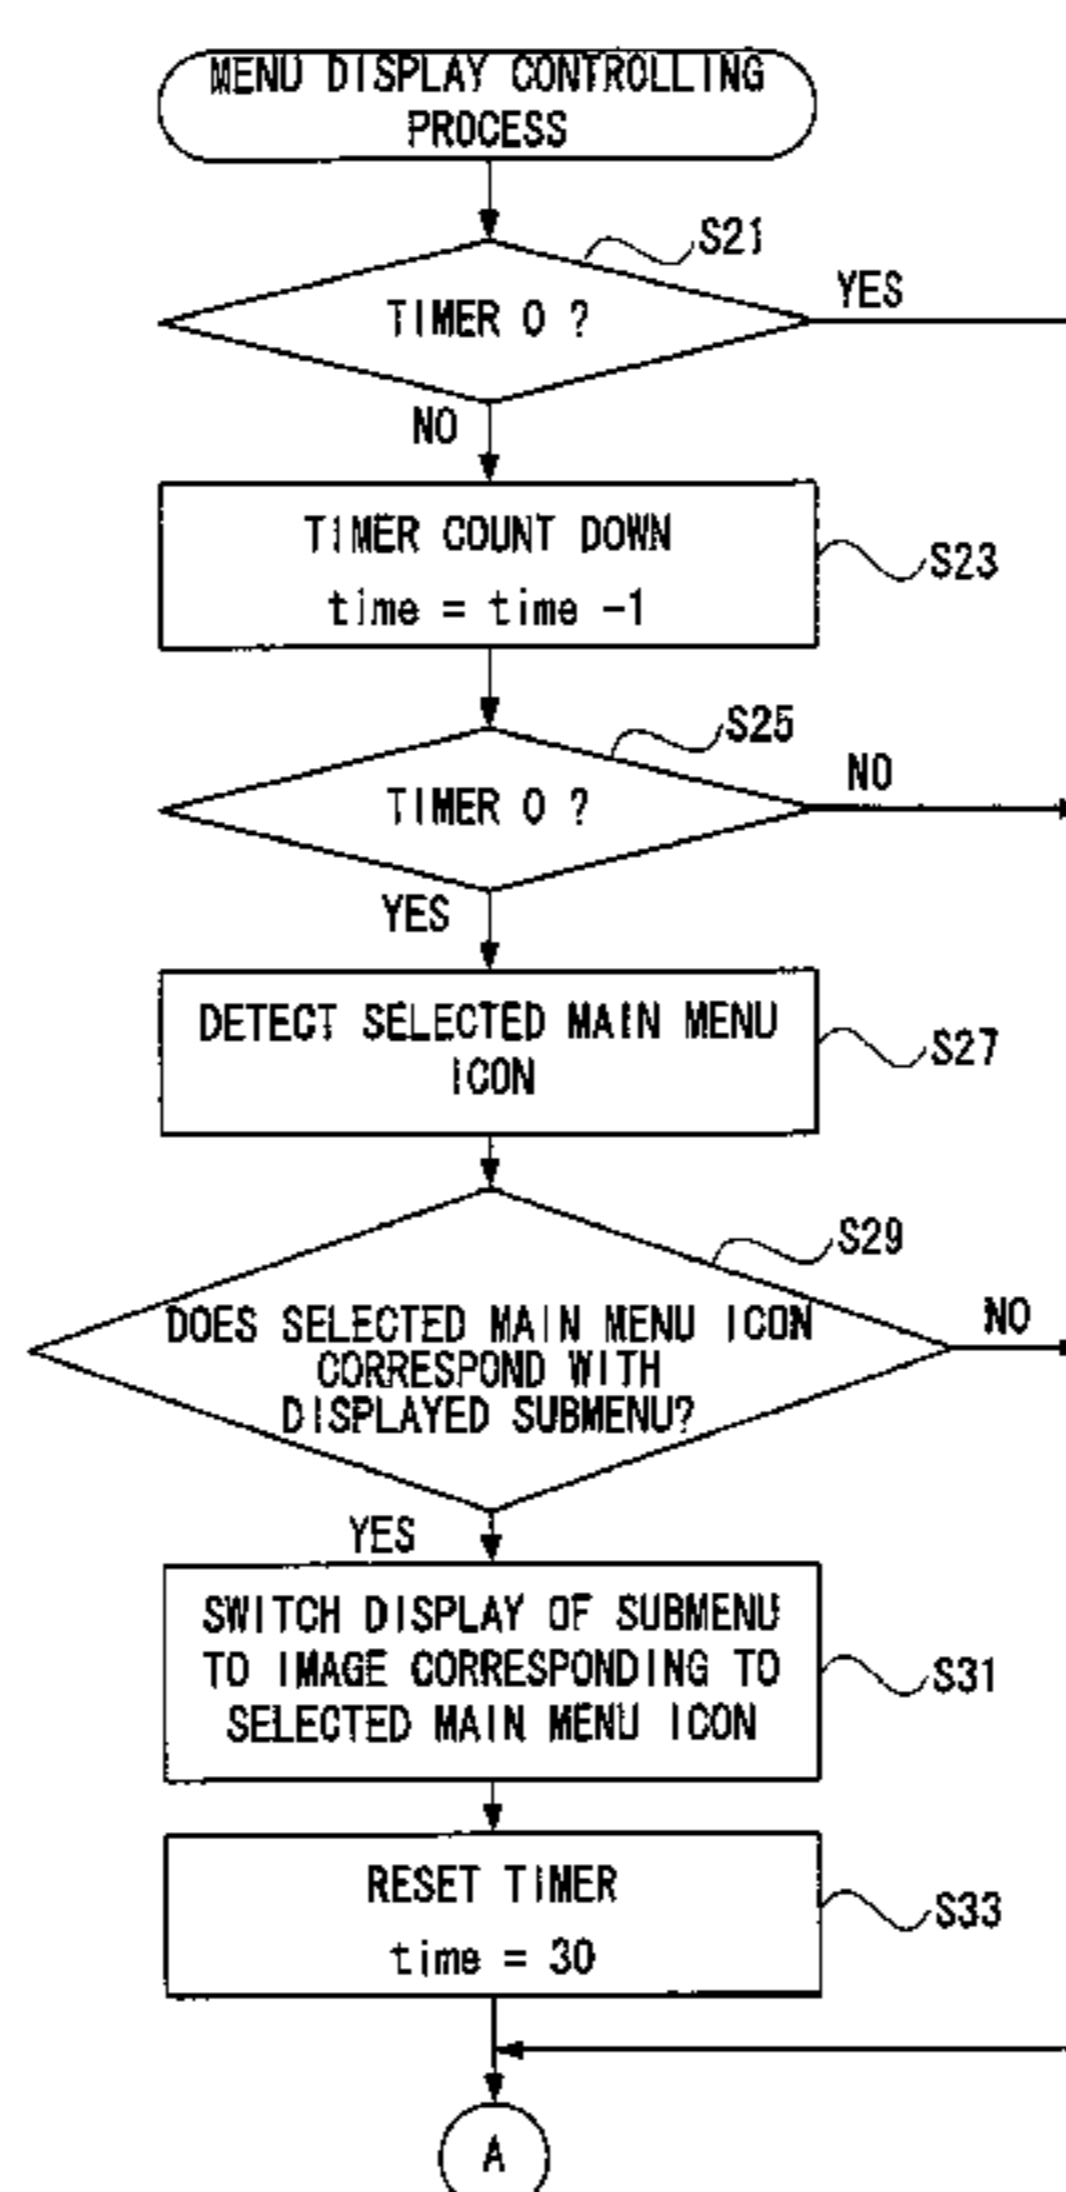 MENU DISPLAY CONTROLLING
PROCESS
S21
TIMER 0 ?
YES
NO
TIMER COUNT DOWN
time = time -1
S23
S25
TIMER 0 ?
NO
YES
DETECT SELECTED MAIN MENU
ICON
S27
S29
DOES SELECTED MAIN MENU ICON
CORRESPOND WITH
DISPLAYED SUBMENU?
NO
YES
SWITCH DISPLAY OF SUBMENU
TO IMAGE CORRESPONDING TO
SELECTED MAIN MENU ICON
S31
RESET TIMER
time = 30
S33
A